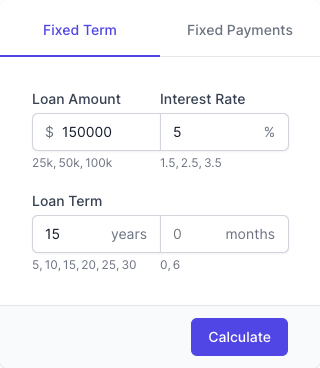 Fixed Term Fixed Payments
Loan Amount Interest Rate
$ 150000 5 %
25k, 50k, 100k 1.5, 2.5, 3.5
Loan Term
15 years 0 months
5, 10, 15, 20, 25, 30 0, 6
Calculate